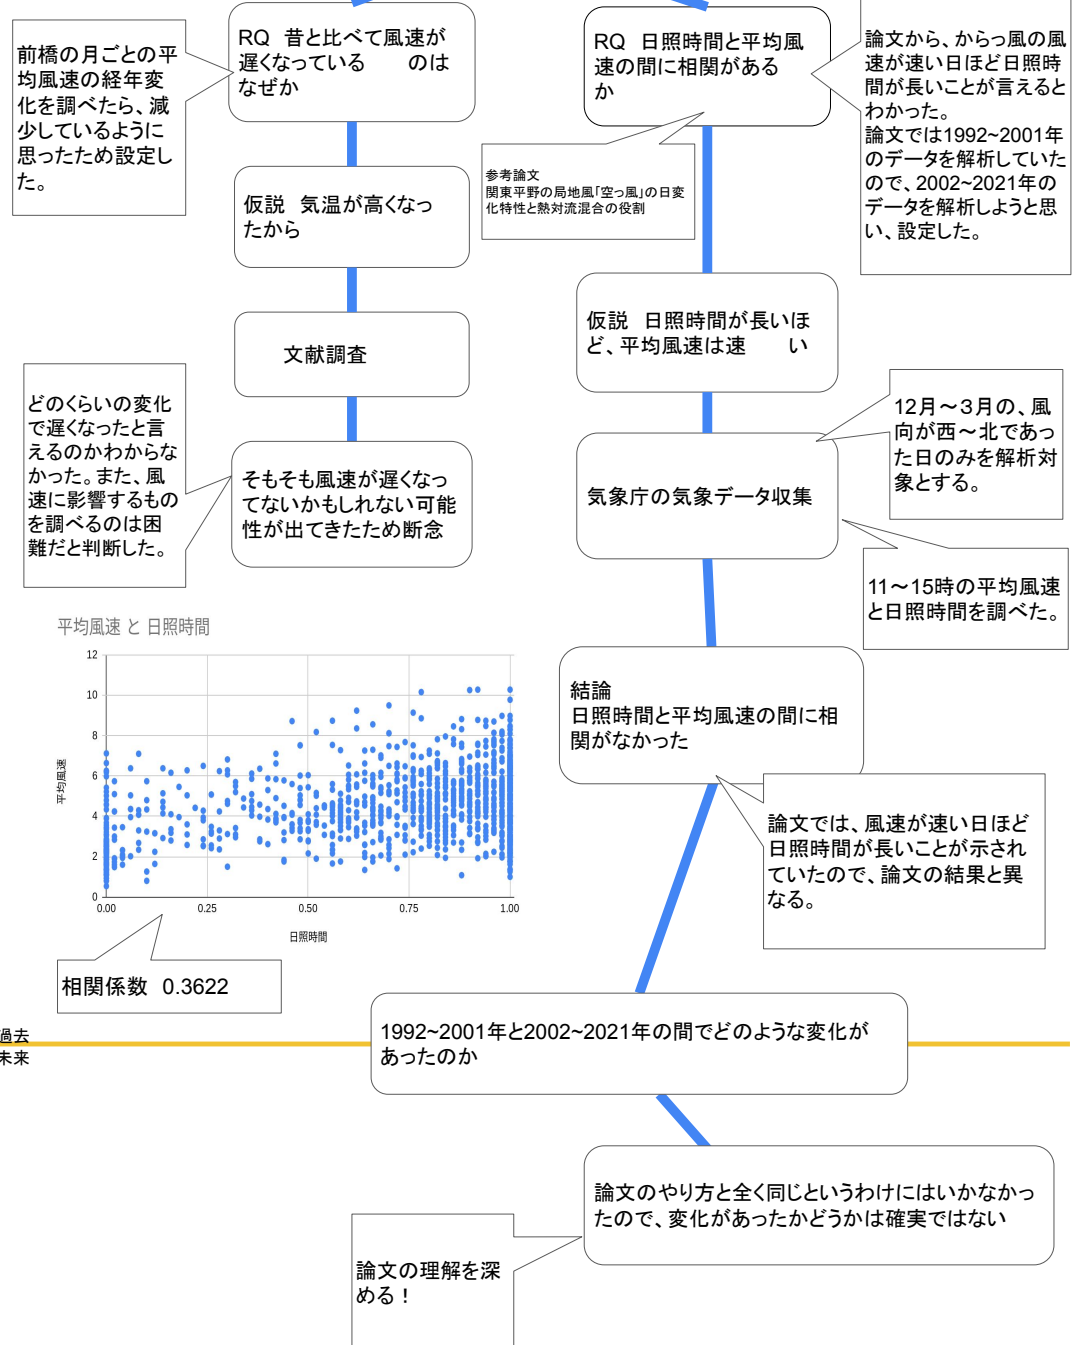 前橋の月ごとの平
均風速の経年変
化を調べたら、減
少しているように
思ったため設定し
た。
RQ 昔と比べて風速が
遅くなっている のは
なぜか
仮説 気温が高くなっ
たから
文献調査
どのくらいの変化
で遅くなったと言
えるのかわからな
かった。また、風
速に影響するもの
を調べるのは困
難だと判断した。
そもそも風速が遅くなっ
てないかもしれない可能
性が出てきたため断念
RQ 日照時間と平均風
速の間に相関がある
か
論文から、からっ風の風
速が速い日ほど日照時
間が長いことが言えると
わかった。
論文では1992~2001年
のデータを解析していた
ので、2002~2021年の
データを解析しようと思
い、設定した。
参考論文
関東平野の局地風「空っ風」の日変
化特性と熱対流混合の役割
仮説 日照時間が長いほ
ど、平均風速は速 い
12月～3月の、風
向が西～北であっ
た日のみを解析対
象とする。
気象庁の気象データ収集
11～15時の平均風速
と日照時間を調べた。
平均風速 と 日照時間
12
10
8
6
4
2
0
平均風速
0.00 0.25 0.50 0.75 1.00
日照時間
相関係数 0.3622
結論
日照時間と平均風速の間に相
関がなかった
論文では、風速が速い日ほど
日照時間が長いことが示され
ていたので、論文の結果と異
なる。
過去
未来
1992~2001年と2002~2021年の間でどのような変化が
あったのか
論文のやり方と全く同じというわけにはいかなかっ
たので、変化があったかどうかは確実ではない
論文の理解を深
める！